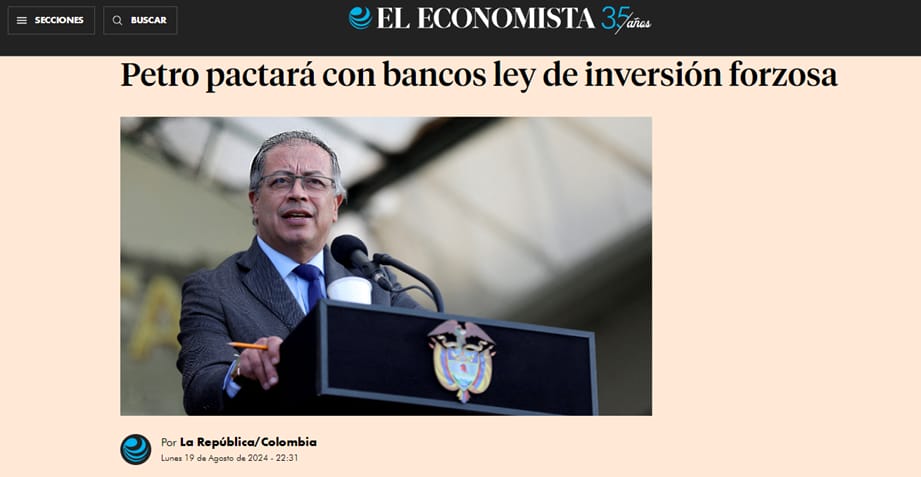 SECCIONES
BUSCAR
EL ECONOMISTA 35 años
Petro pactará con bancos ley de inversión forzosa
Por La República/Colombia
Lunes 19 de Agosto de 2024 - 22:31